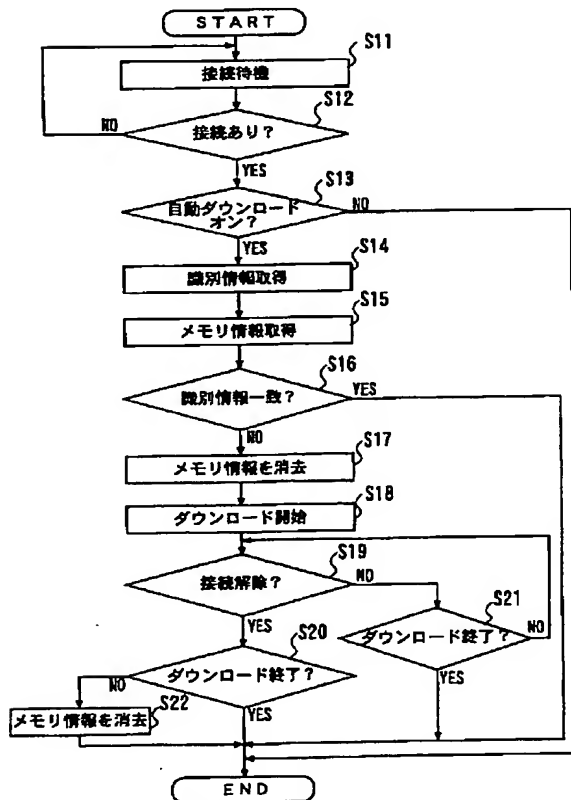 START
S11
接続待機
S12
接続あり?
NO
YES
S13
自動ダウンロード
オン?
NO
YES
S14
識別情報取得
S15
メモリ情報取得
S16
識別情報一致?
YES
NO
S17
メモリ情報を消去
S18
ダウンロード開始
S19
接続解除?
NO
YES
S21
ダウンロード終了?
NO
YES
S20
ダウンロード終了?
NO
YES
S22
メモリ情報を消去
END